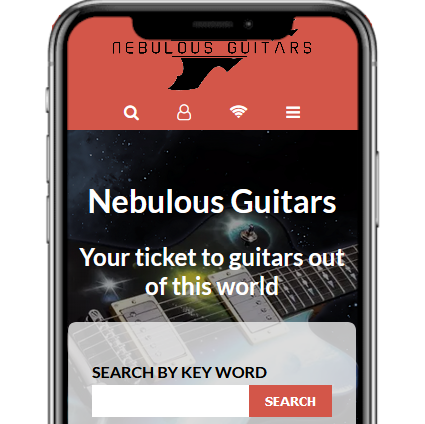 NEBULOUS GUITARS
Nebulous Guitars
Your ticket to guitars out
of this world
SEARCH BY KEY WORD
SEARCH